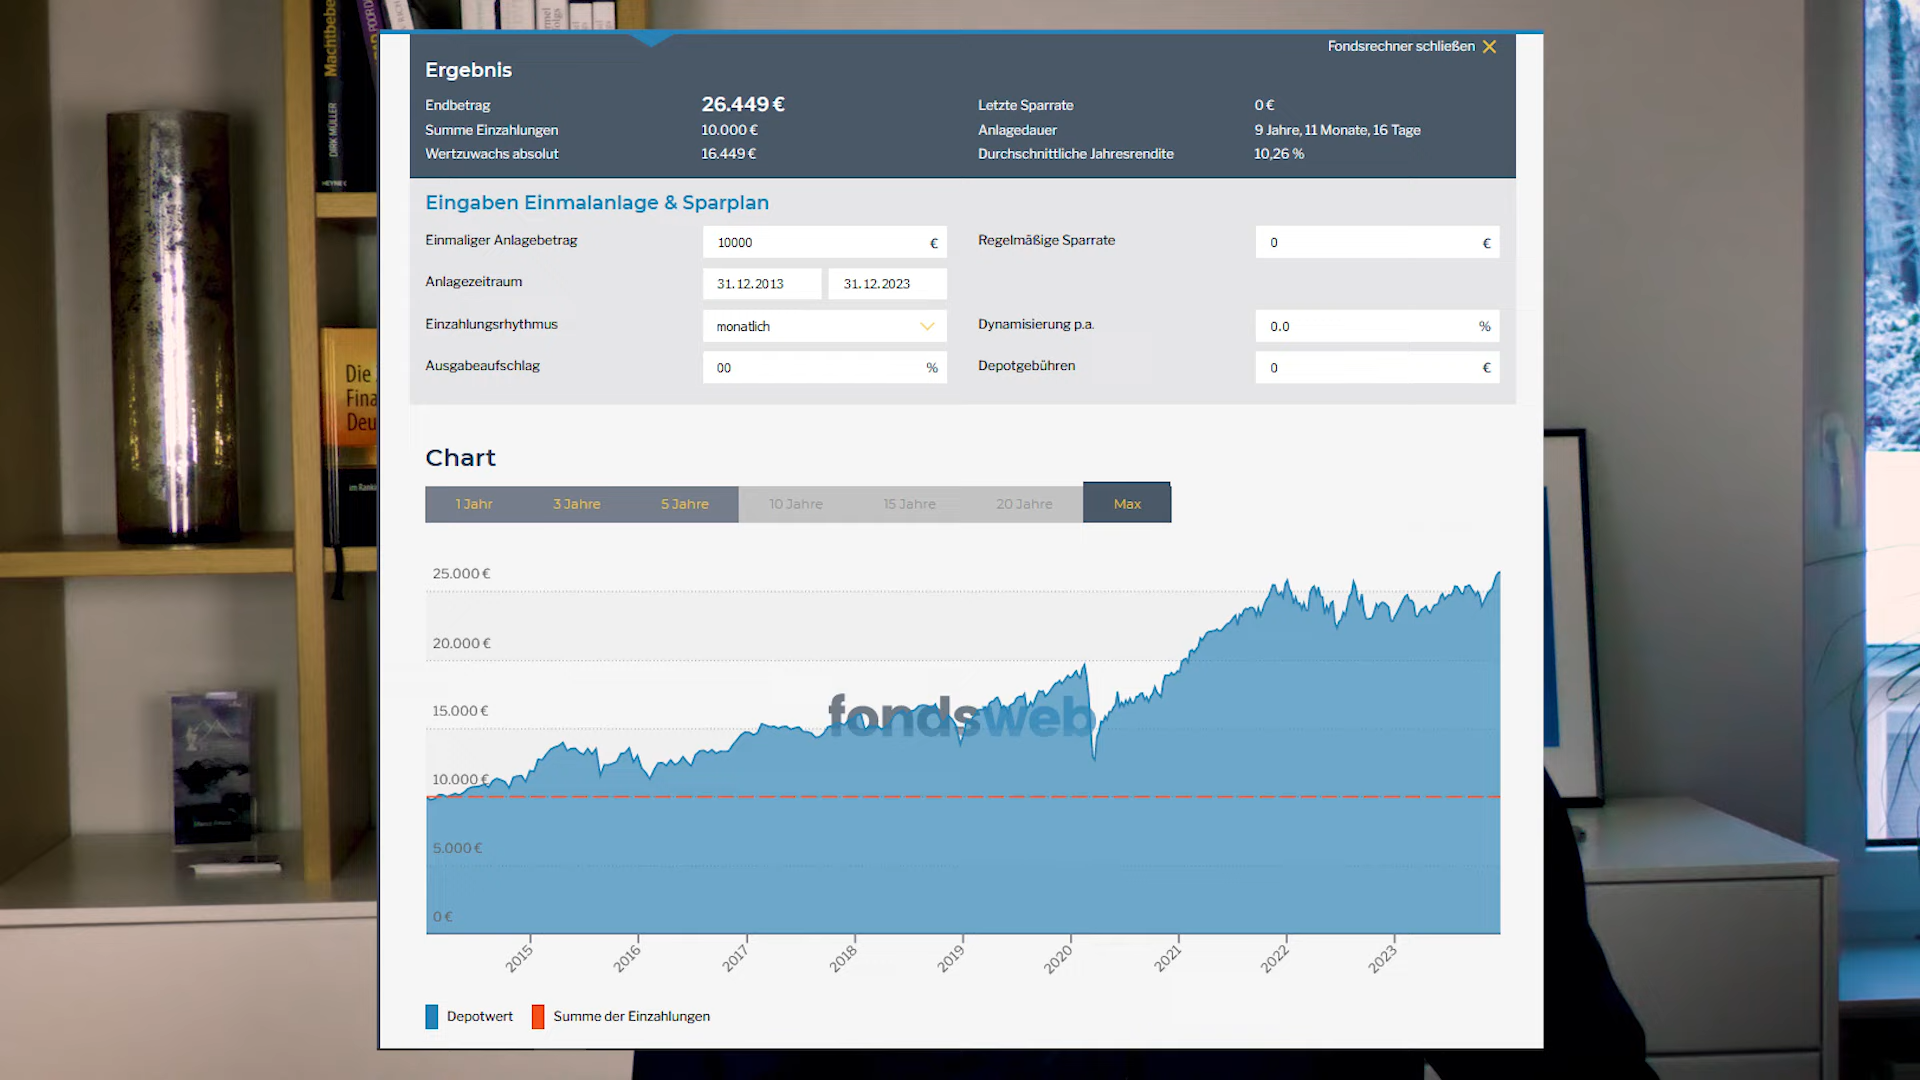 Machtbebe
DIRK MÜLLER
HEYNE
Die
Fina
Deu
im Ranki
Fondsrechner schließen
Ergebnis
Endbetrag 26.449 € Letzte Sparrate 0 €
Summe Einzahlungen 10.000 € Anlagedauer 9 Jahre, 11 Monate, 16 Tage
Wertzuwachs absolut 16.449 € Durchschnittliche Jahresrendite 10,26 %
Eingaben Einmalanlage & Sparplan
Einmaliger Anlagebetrag 10000 € Regelmäßige Sparrate 0 €
Anlagezeitraum 31.12.2013 31.12.2023
Einzahlungsrhythmus monatlich Dynamisierung p.a. 0.0 %
Ausgabeaufschlag 00 % Depotgebühren 0 €
Chart
1 Jahr 3 Jahre 5 Jahre 10 Jahre 15 Jahre 20 Jahre Max
25.000 €
20.000 €
15.000 €
fondsweb
10.000 €
5.000 €
0 €
2015 2016 2017 2018 2019 2020 2021 2022 2023
Depotwert Summe der Einzahlungen